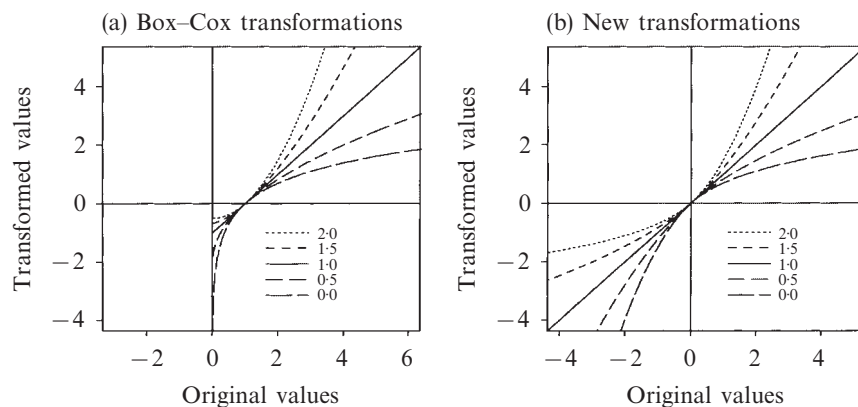 (a) Box–Cox transformations
Transformed values
4
2
0
−2
−4
2·0
1·5
1·0
0·5
0·0
−2 0 2 4 6
Original values
(b) New transformations
Transformed values
4
2
0
−2
−4
2·0
1·5
1·0
0·5
0·0
−4 −2 0 2 4
Original values